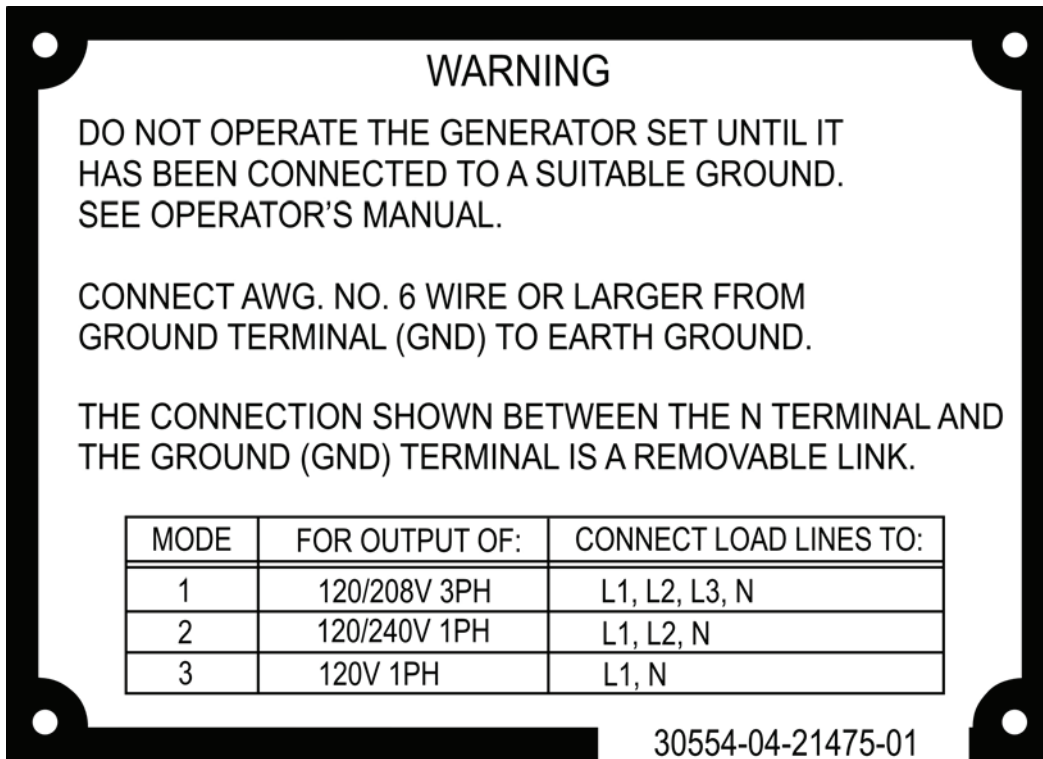 WARNING
DO NOT OPERATE THE GENERATOR SET UNTIL IT
HAS BEEN CONNECTED TO A SUITABLE GROUND.
SEE OPERATOR'S MANUAL.
CONNECT AWG. NO. 6 WIRE OR LARGER FROM
GROUND TERMINAL (GND) TO EARTH GROUND.
THE CONNECTION SHOWN BETWEEN THE N TERMINAL AND
THE GROUND (GND) TERMINAL IS A REMOVABLE LINK.
MODE FOR OUTPUT OF: CONNECT LOAD LINES TO:
1 120/208V 3PH L1, L2, L3, N
2 120/240V 1PH L1, L2, N
3 120V 1PH L1, N
30554-04-21475-01